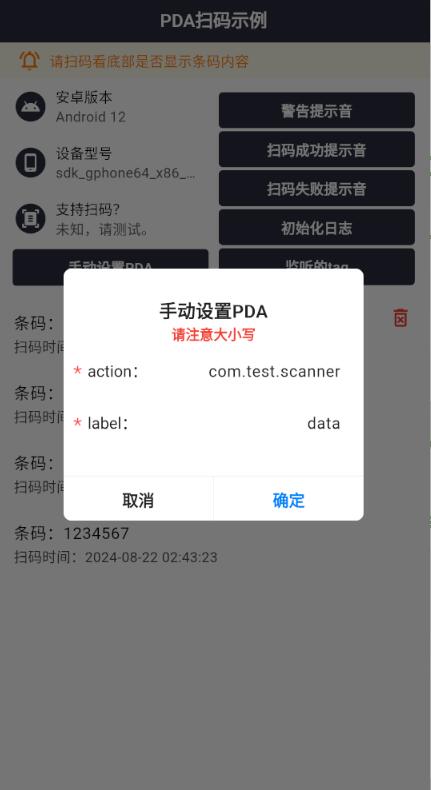 PDA扫码示例
请扫码看底部是否显示条码内容
安卓版本
Android 12
设备型号
sdk_gphone64_x86_...
支持扫码？
未知，请测试。
警告提示音
扫码成功提示音
扫码失败提示音
初始化日志
手动设置PDA
监听的tag
手动设置PDA
请注意大小写
* action：
com.test.scanner
* label：
data
取消
确定
条码：
扫码时
条码：
扫码时
条码：
扫码时
条码：1234567
扫码时间：2024-08-22 02:43:23